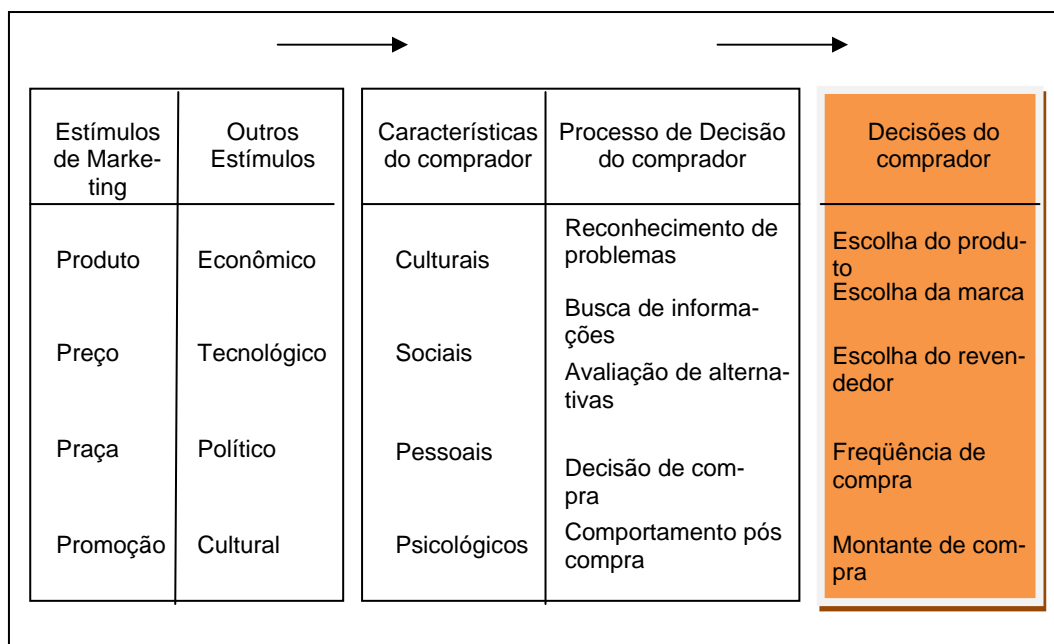 Estímulos
de Marke-
ting
Produto
Preço
Praça
Promoção
Outros
Estímulos
Econômico
Tecnológico
Político
Cultural
Características
do comprador
Culturais
Sociais
Pessoais
Psicológicos
Processo de Decisão
do comprador
Reconhecimento de
problemas
Busca de informa-
ções
Avaliação de alterna-
tivas
Decisão de com-
pra
Comportamento pós
compra
Decisões do
comprador
Escolha do produ-
to
Escolha da marca
Escolha do reven-
dedor
Freqüência de
compra
Montante de com-
pra